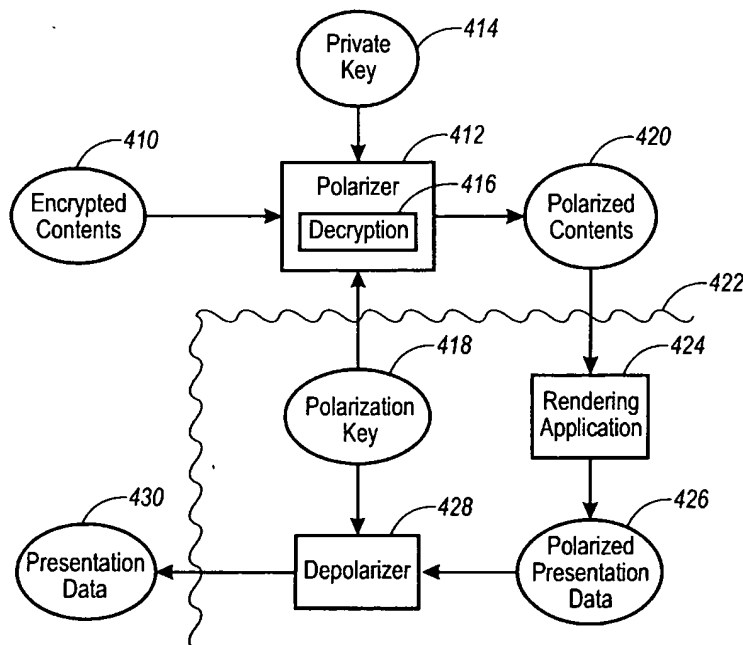 414
Private
Key
410
412
420
Encrypted
Contents
Polarizer
416
Decryption
Polarized
Contents
422
418
424
Polarization
Key
Rendering
Application
430
428
426
Presentation
Data
Depolarizer
Polarized
Presentation
Data